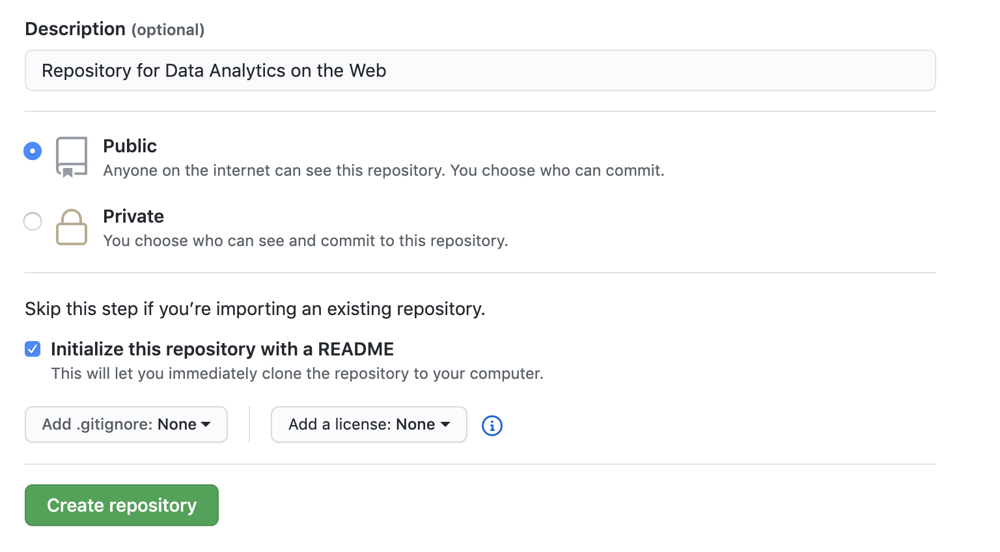 Description (optional)
Repository for Data Analytics on the Web
Public
Anyone on the internet can see this repository. You choose who can commit.
Private
You choose who can see and commit to this repository.
Skip this step if you’re importing an existing repository.
Initialize this repository with a README
This will let you immediately clone the repository to your computer.
Add .gitignore: None Add a license: None
Create repository